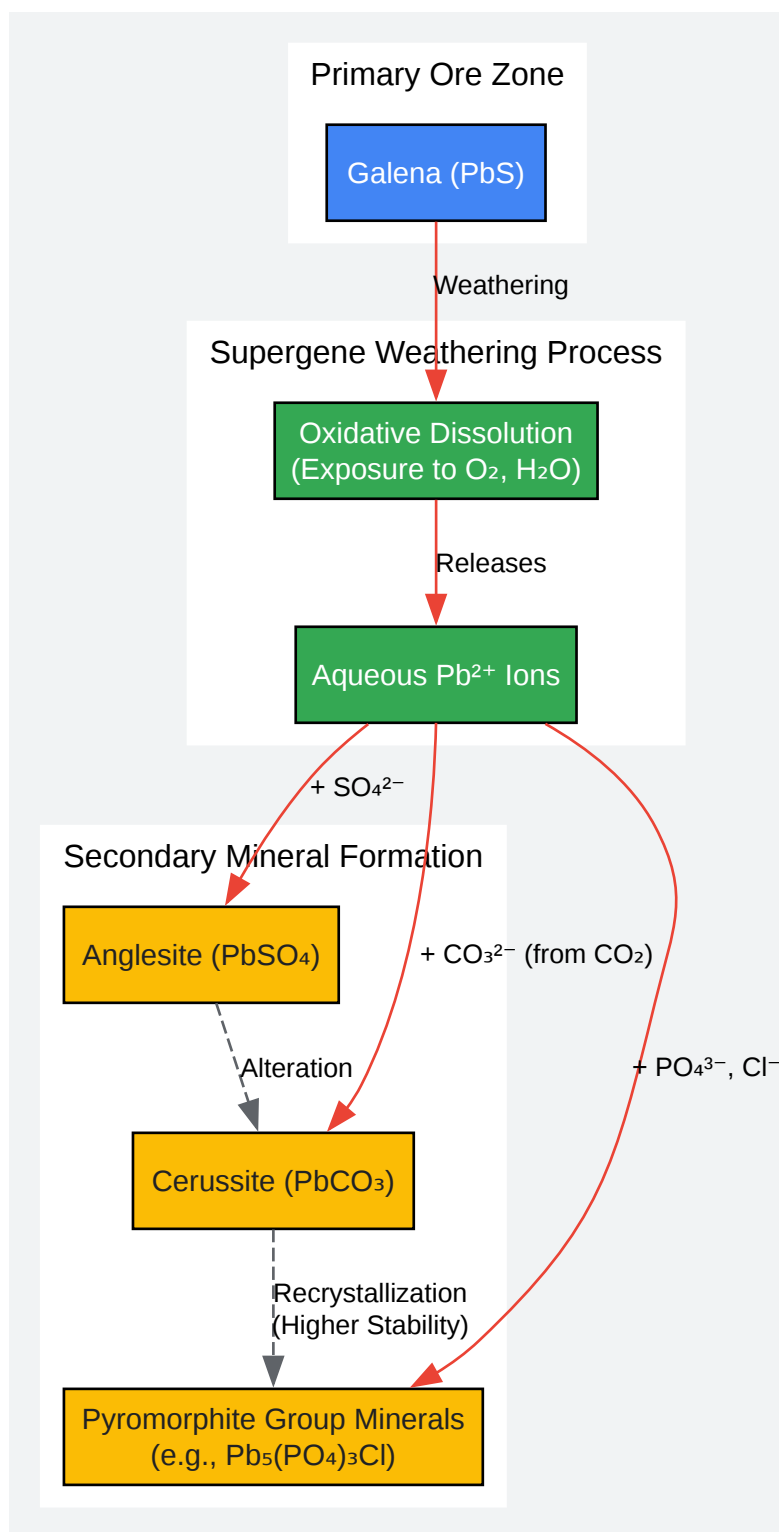 Primary Ore Zone
Galena (PbS)
Weathering
Supergene Weathering Process
Oxidative Dissolution
(Exposure to O₂, H₂O)
Releases
Aqueous Pb²⁺ Ions
+ SO₄²⁻
Secondary Mineral Formation
Anglesite (PbSO₄)
+ CO₃²⁻ (from CO₂)
Alteration
+ PO₄³⁻, Cl⁻
Cerussite (PbCO₃)
Recrystallization
(Higher Stability)
Pyromorphite Group Minerals
(e.g., Pb₅(PO₄)₃Cl)